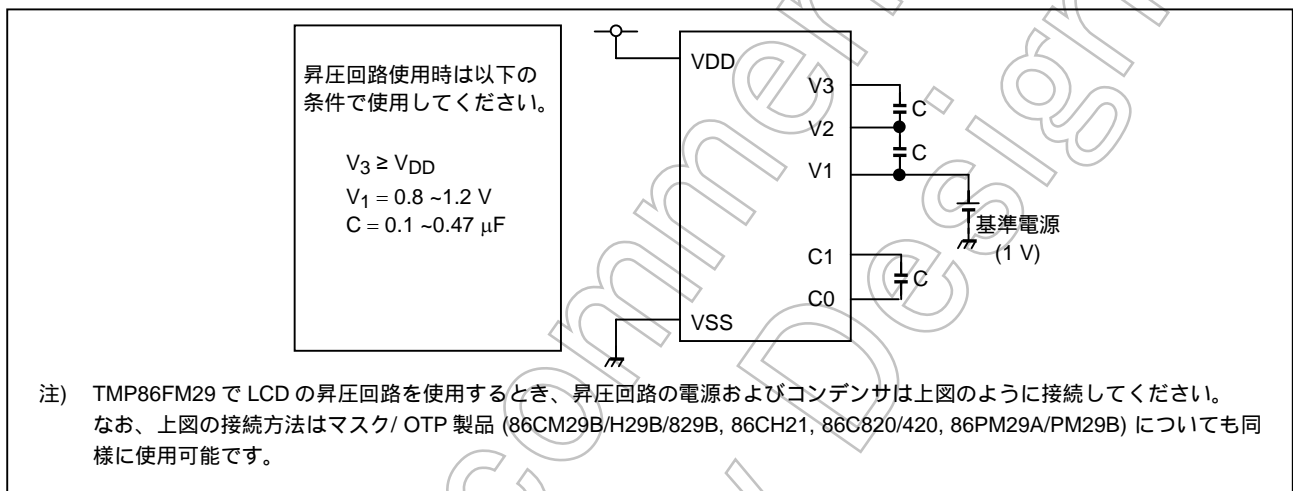 昇圧回路使用時は以下の
条件で使用してください。
V3 ≥ VDD
V1 = 0.8 ~1.2 V
C = 0.1 ~0.47 μF
VDD
V3
C
V2
C
V1
基準電源
(1 V)
C1
C
C0
VSS
注) TMP86FM29 で LCD の昇圧回路を使用するとき、昇圧回路の電源およびコンデンサは上図のように接続してください。
なお、上図の接続方法はマスク/ OTP 製品 (86CM29B/H29B/829B, 86CH21, 86C820/420, 86PM29A/PM29B) についても同
様に使用可能です。